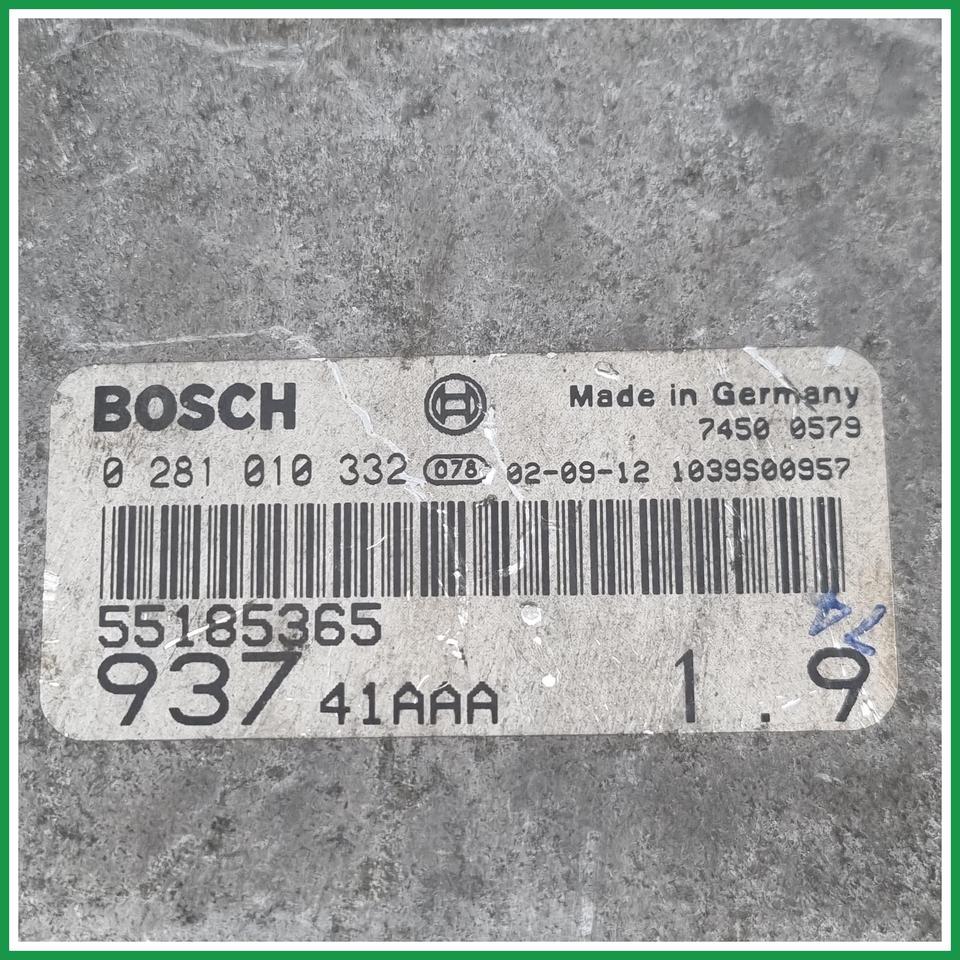 BOSCH Made in Germany
7450 0579
0 281 010 332 078 02-09-12 1039S00957
55185365
937 41AAA 1.9